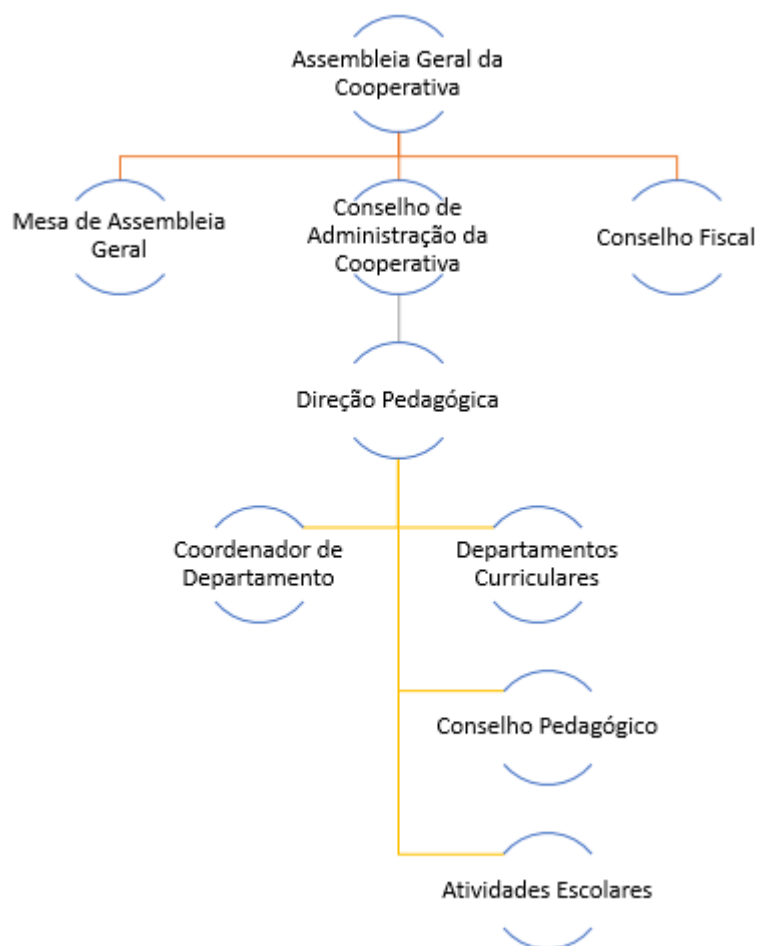 Assembleia Geral da
Cooperativa
Mesa de Assembleia
Geral
Conselho de
Administração da
Cooperativa
Conselho Fiscal
Direção Pedagógica
Coordenador de
Departamento
Departamentos
Curriculares
Conselho Pedagógico
Atividades Escolares